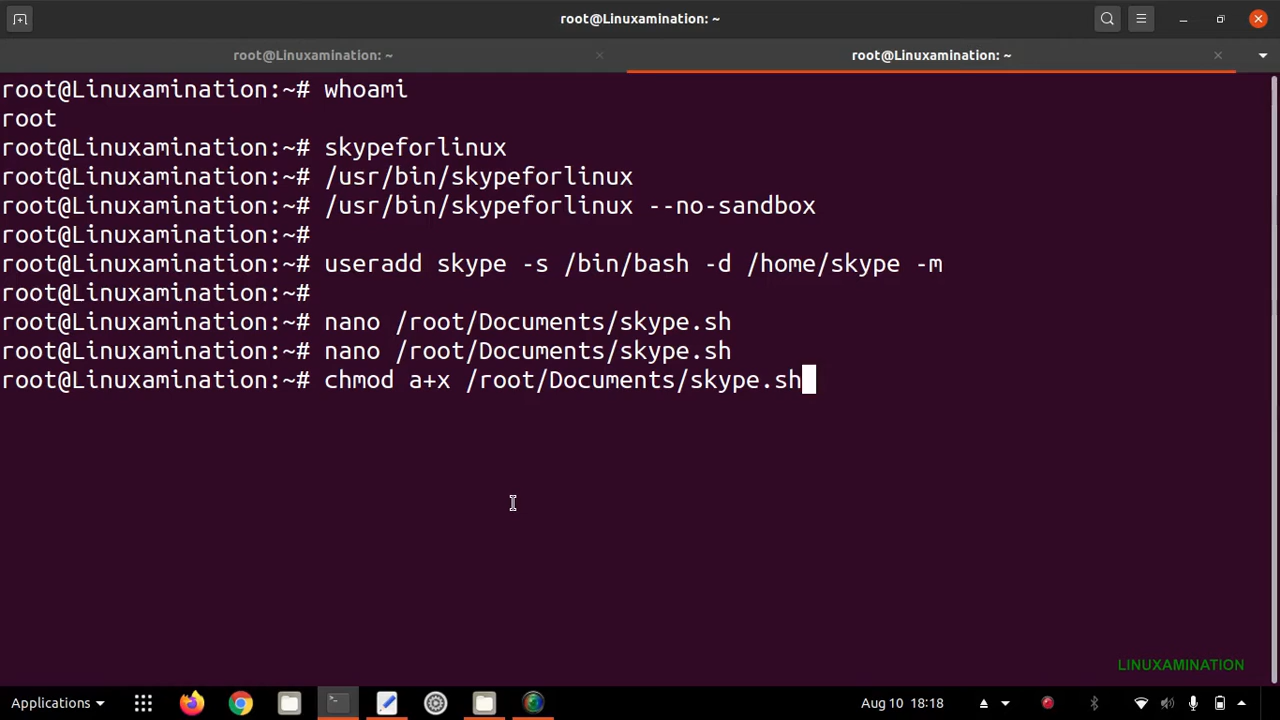 root@Linuxamination: ~
root@Linuxamination: ~
root@Linuxamination: ~
root@Linuxamination:~# whoami
root
root@Linuxamination:~# skypeforlinux
root@Linuxamination:~# /usr/bin/skypeforlinux
root@Linuxamination:~# /usr/bin/skypeforlinux --no-sandbox
root@Linuxamination:~#
root@Linuxamination:~# useradd skype -s /bin/bash -d /home/skype -m
root@Linuxamination:~#
root@Linuxamination:~# nano /root/Documents/skype.sh
root@Linuxamination:~# nano /root/Documents/skype.sh
root@Linuxamination:~# chmod a+x /root/Documents/skype.sh
LINUXAMINATION
Applications
Aug 10 18:18